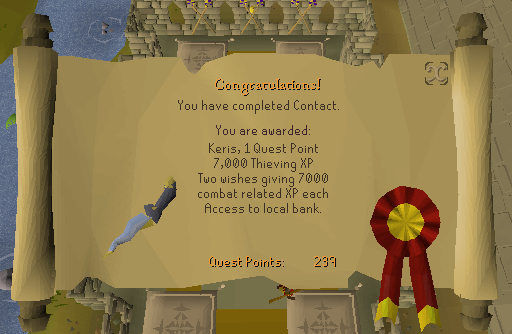 Congratulations!
You have completed Contact.
You are awarded:
Keris, 1 Quest Point
7,000 Thieving XP
Two wishes giving 7000
combat related XP each
Access to local bank.
Quest Points: 239